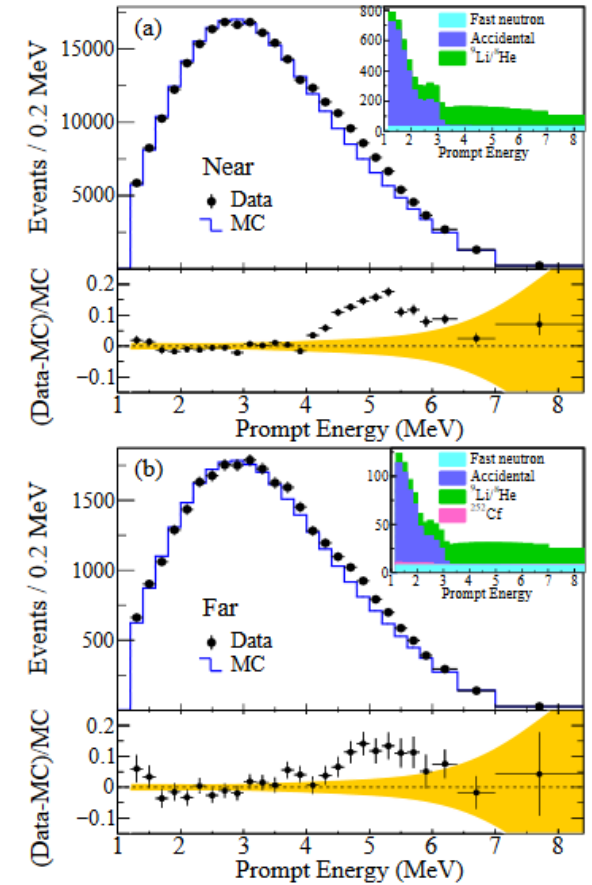 (a)
Events / 0.2 MeV
15000
10000
5000
Near
Data
MC
800
600
400
200
0
Fast neutron
Accidental
⁹Li/⁸He
1 2 3 4 5 6 7 8
Prompt Energy
(Data-MC)/MC
0.2
0.1
0
−0.1
1 2 3 4 5 6 7 8
Prompt Energy (MeV)
(b)
Events / 0.2 MeV
1500
1000
500
Far
Data
MC
100
50
0
Fast neutron
Accidental
⁹Li/⁸He
²⁵²Cf
1 2 3 4 5 6 7 8
Prompt Energy
(Data-MC)/MC
0.2
0.1
0
−0.1
1 2 3 4 5 6 7 8
Prompt Energy (MeV)